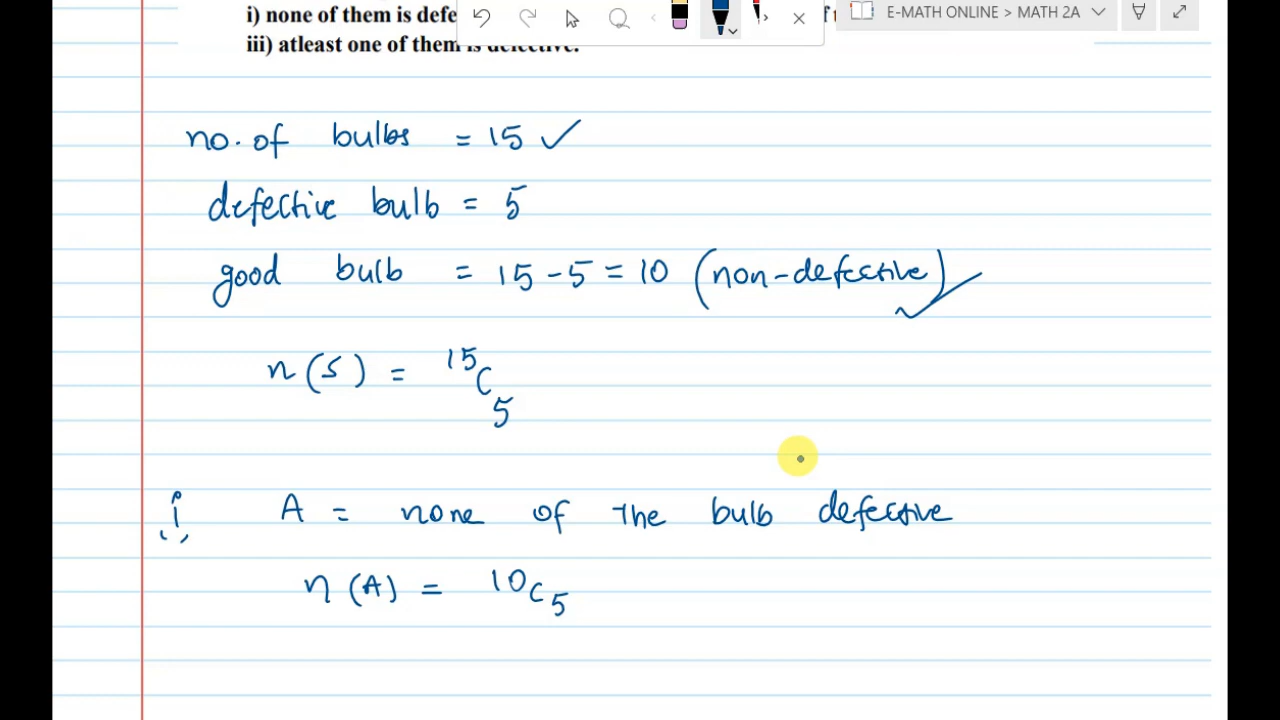 i) none of them is defe
E-MATH ONLINE > MATH 2A
iii) atleast one of them is defective.
no. of bulbs = 15 ✓
defective bulb = 5
good bulb = 15 - 5 = 10 (non-defective)
n(S) = 15C5
i A = none of the bulb defective
n(A) = 10C5